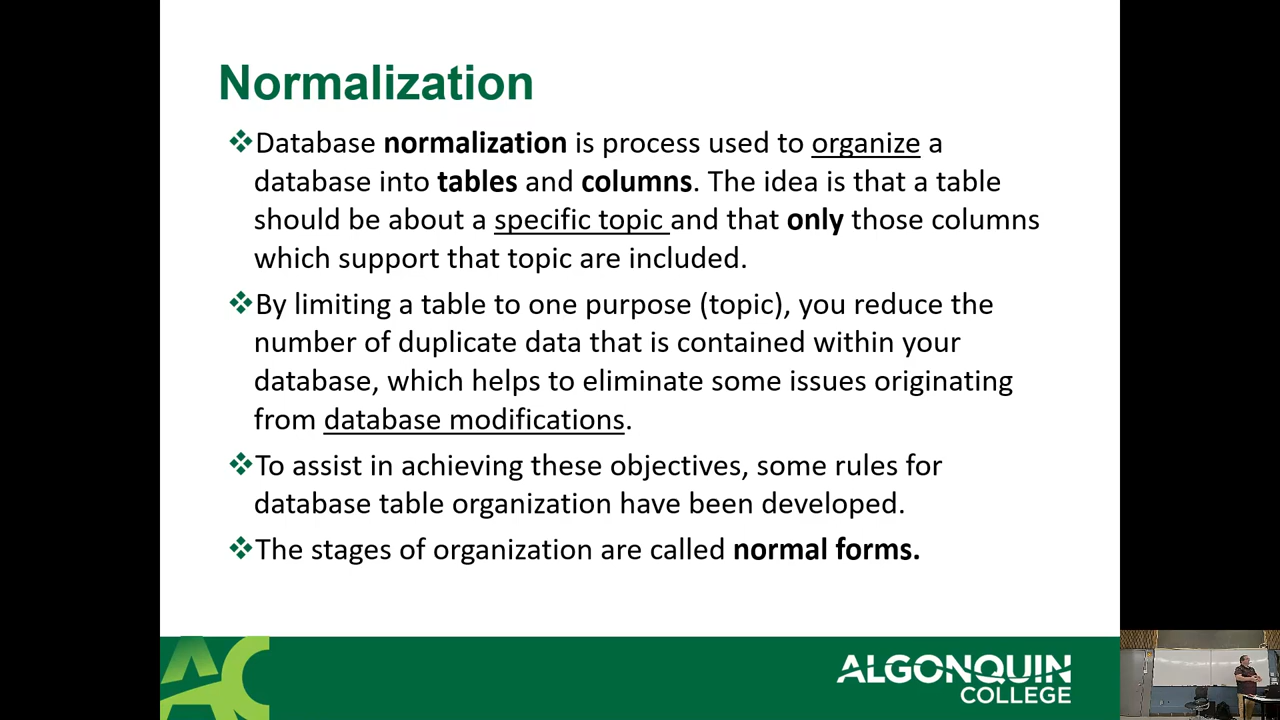 Normalization
❖Database normalization is process used to organize a
database into tables and columns. The idea is that a table
should be about a specific topic and that only those columns
which support that topic are included.
❖By limiting a table to one purpose (topic), you reduce the
number of duplicate data that is contained within your
database, which helps to eliminate some issues originating
from database modifications.
❖To assist in achieving these objectives, some rules for
database table organization have been developed.
❖The stages of organization are called normal forms.
AC
ALGONQUIN
COLLEGE